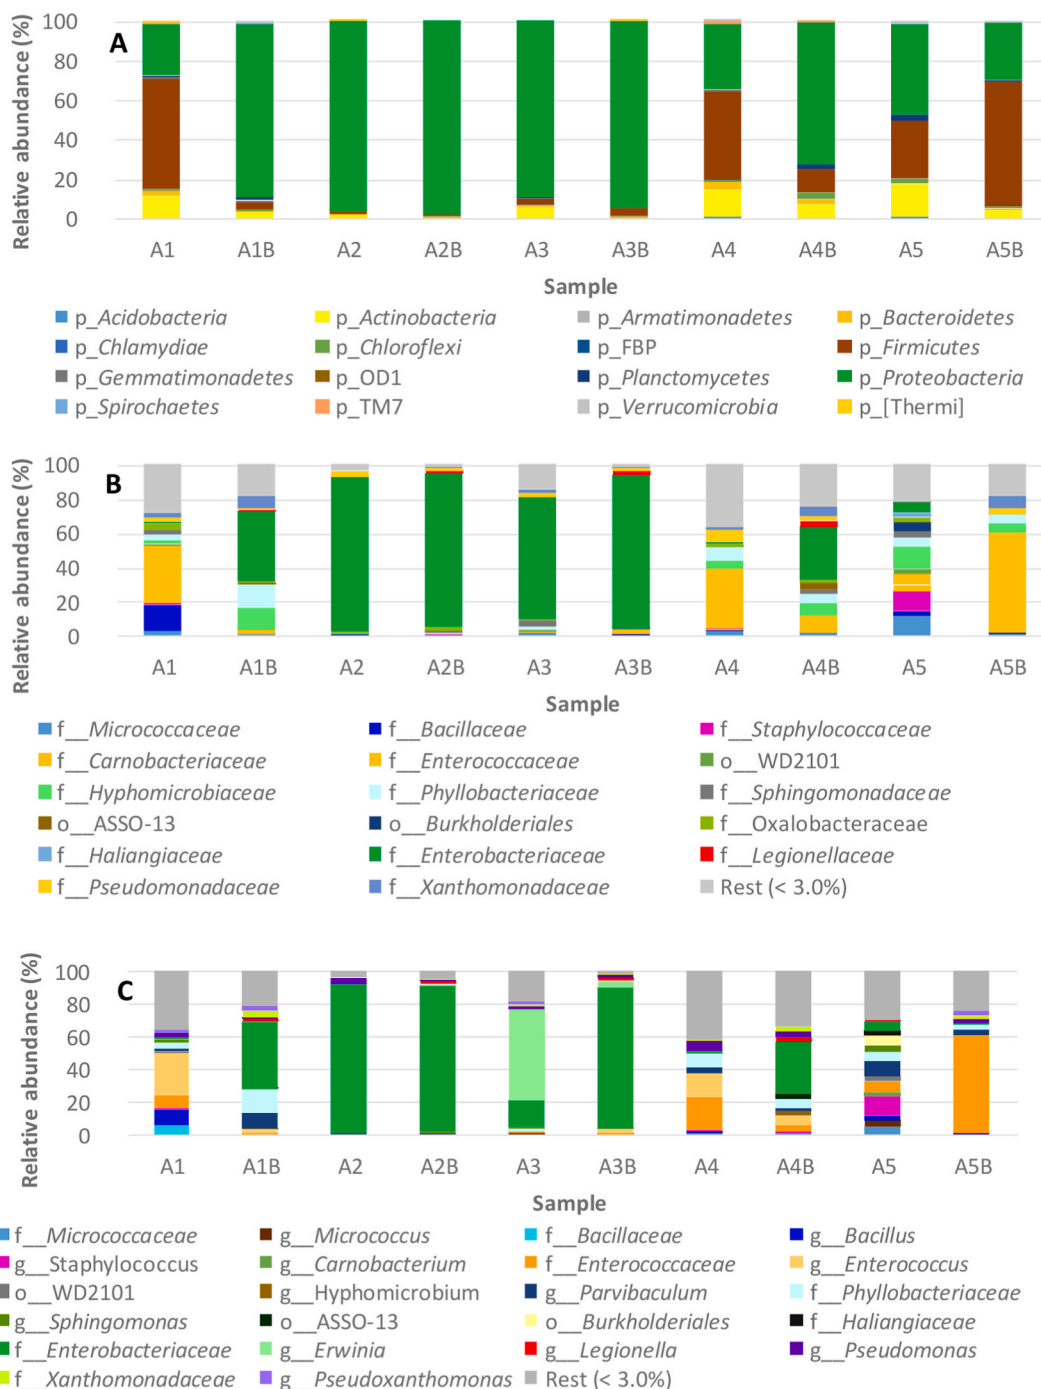 A
Relative abundance (%)
100
80
60
40
20
0
A1 A1B A2 A2B A3 A3B A4 A4B A5 A5B
Sample
p_Acidobacteria p_Actinobacteria p_Armatimonadetes p_Bacteroidetes
p_Chlamydiae p_Chloroflexi p_FBP p_Firmicutes
p_Gemmatimonadetes p_OD1 p_Planctomycetes p_Proteobacteria
p_Spirochaetes p_TM7 p_Verrucomicrobia p_[Thermi]
B
Relative abundance (%)
100
80
60
40
20
0
A1 A1B A2 A2B A3 A3B A4 A4B A5 A5B
Sample
f__Micrococcaceae f__Bacillaceae f__Staphylococcaceae
f__Carnobacteriaceae f__Enterococcaceae o__WD2101
f__Hyphomicrobiaceae f__Phyllobacteriaceae f__Sphingomonadaceae
o__ASSO-13 o__Burkholderiales f__Oxalobacteraceae
f__Haliangiaceae f__Enterobacteriaceae f__Legionellaceae
f__Pseudomonadaceae f__Xanthomonadaceae Rest (< 3.0%)
C
Relative abundance (%)
100
80
60
40
20
0
A1 A1B A2 A2B A3 A3B A4 A4B A5 A5B
Sample
f__Micrococcaceae g__Micrococcus f__Bacillaceae g__Bacillus
g__Staphylococcus g__Carnobacterium f__Enterococcaceae g__Enterococcus
o__WD2101 g__Hyphomicrobium g__Parvibaculum f__Phyllobacteriaceae
g__Sphingomonas o__ASSO-13 o__Burkholderiales f__Haliangiaceae
f__Enterobacteriaceae g__Erwinia g__Legionella g__Pseudomonas
f__Xanthomonadaceae g__Pseudoxanthomonas Rest (< 3.0%)